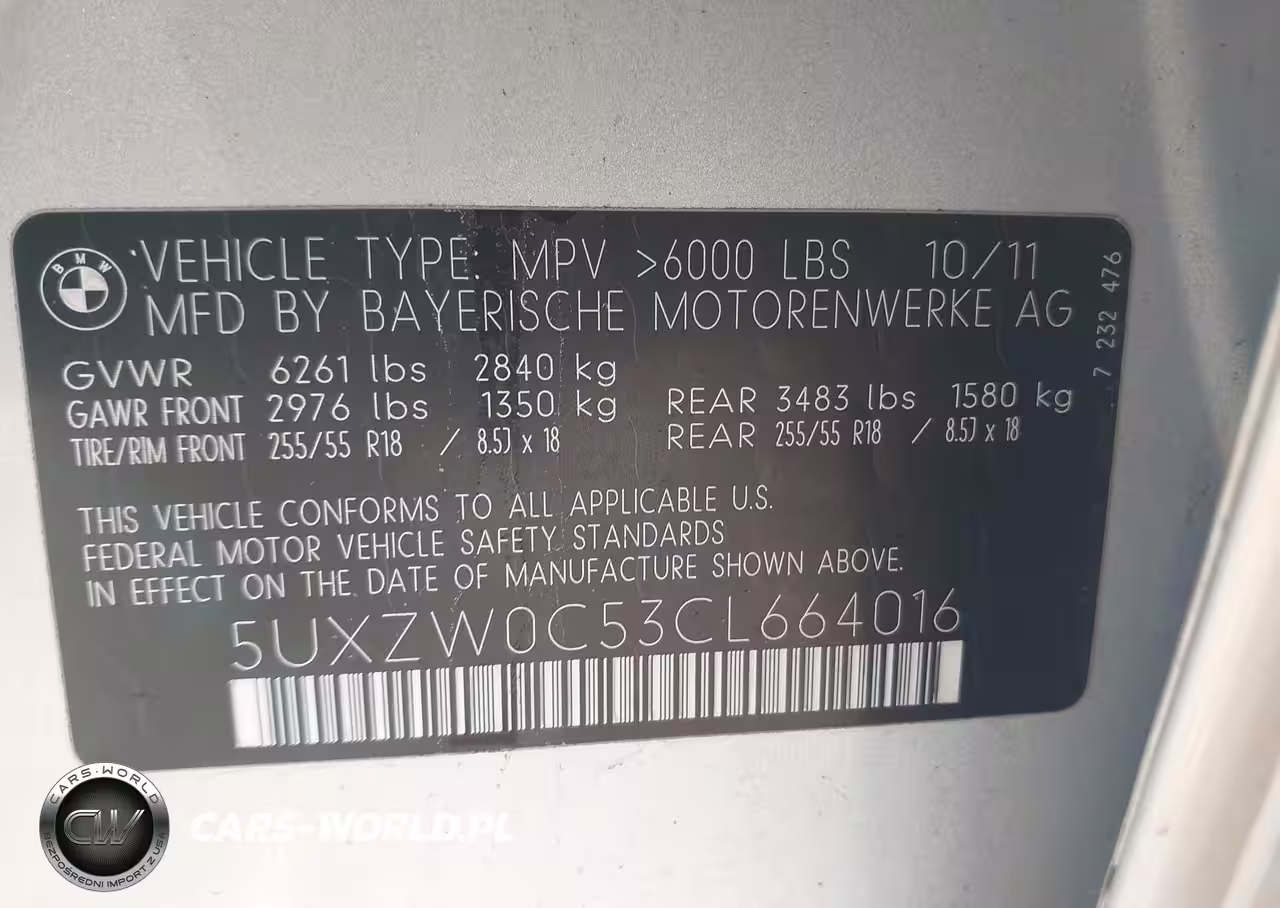 BMW
VEHICLE TYPE: MPV >6000 LBS 10/11
MFD BY BAYERISCHE MOTORENWERKE AG
7 232 476
GVWR 6261 lbs 2840 kg
GAWR FRONT 2976 lbs 1350 kg REAR 3483 lbs 1580 kg
TIRE/RIM FRONT 255/55 R18 / 8.5J x 18 REAR 255/55 R18 / 8.5J x 18
THIS VEHICLE CONFORMS TO ALL APPLICABLE U.S.
FEDERAL MOTOR VEHICLE SAFETY STANDARDS
IN EFFECT ON THE DATE OF MANUFACTURE SHOWN ABOVE.
5UXZW0C53CL664016
CARS-WORLD
CW
BEZPOŚREDNI IMPORT Z USA
CARS-WORLD.PL